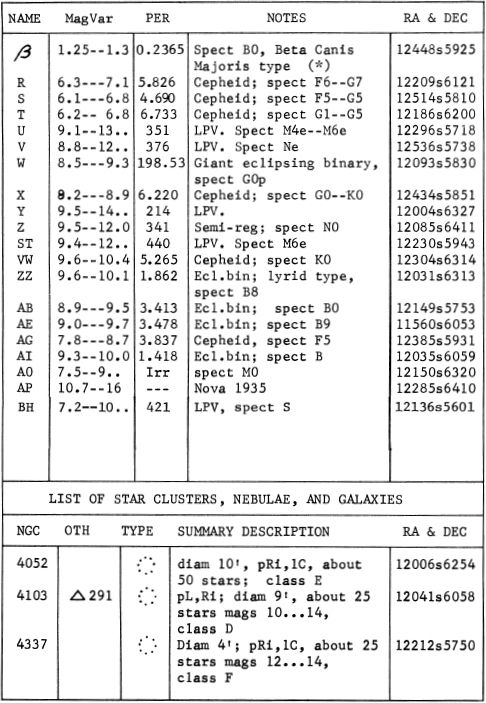 NAME MagVar PER NOTES RA & DEC
β 1.25--1.3 0.2365 Spect B0, Beta Canis 12448s5925
Majoris type (*)
R 6.3---7.1 5.826 Cepheid; spect F6--G7 12209s6121
S 6.1---6.8 4.690 Cepheid; spect F5--G5 12514s5810
T 6.2-- 6.8 6.733 Cepheid; spect G1--G5 12186s6200
U 9.1--13.. 351 LPV. Spect M4e--M6e 12296s5718
V 8.8--12.. 376 LPV. Spect Ne 12536s5738
W 8.5---9.3 198.53 Giant eclipsing binary, 12093s5830
spect G0p
X 8.2---8.9 6.220 Cepheid; spect G0--K0 12434s5851
Y 9.5--14.. 214 LPV. 12004s6327
Z 9.5--12.0 341 Semi-reg; spect N0 12085s6411
ST 9.4--12.. 440 LPV. Spect M6e 12230s5943
VW 9.6--10.4 5.265 Cepheid; spect K0 12304s6314
ZZ 9.6--10.1 1.862 Ecl.bin; lyrid type, 12031s6313
spect B8
AB 8.9---9.5 3.413 Ecl.bin; spect B0 12149s5753
AE 9.0---9.7 3.478 Ecl.bin; spect B9 11560s6053
AG 7.8---8.7 3.837 Cepheid, spect F5 12385s5931
AI 9.3--10.0 1.418 Ecl.bin; spect B 12035s6059
AO 7.5--9.. Irr spect M0 12150s6320
AP 10.7--16 --- Nova 1935 12285s6410
BH 7.2--10.. 421 LPV, spect S 12136s5601
LIST OF STAR CLUSTERS, NEBULAE, AND GALAXIES
NGC OTH TYPE SUMMARY DESCRIPTION RA & DEC
4052 diam 10', pRi,lC, about 12006s6254
50 stars; class E
4103 △291 pL,Ri; diam 9', about 25 12041s6058
stars mags 10...14,
class D
4337 Diam 4'; pRi,lC, about 25 12212s5750
stars mags 12...14,
class F